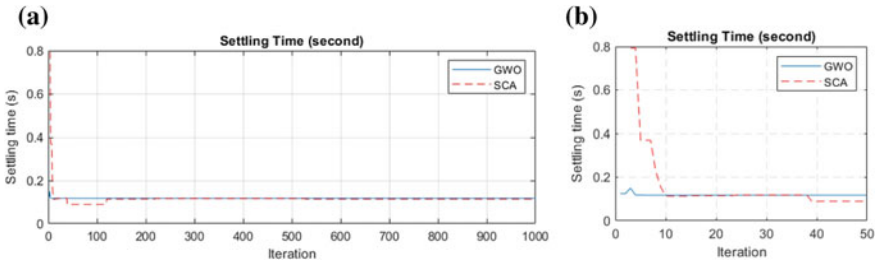 (a)
Settling Time (second)
Settling time (s)
0.8
0.6
0.4
0.2
0
0 100 200 300 400 500 600 700 800 900 1000
Iteration
GWO
SCA
(b)
Settling Time (second)
Settling time (s)
0.8
0.6
0.4
0.2
0
0 10 20 30 40 50
Iteration
GWO
SCA